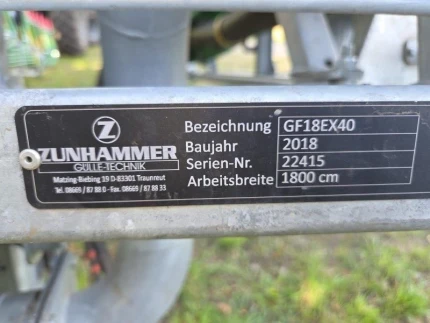 Z
ZUNHAMMER
GÜLLE-TECHNIK
Matzing-Biebing 19 D-83301 Traunreut
Tel. 08669 / 87 88 0 - Fax. 08669 / 87 88 33
Bezeichnung GF18EX40
Baujahr 2018
Serien-Nr. 22415
Arbeitsbreite 1800 cm